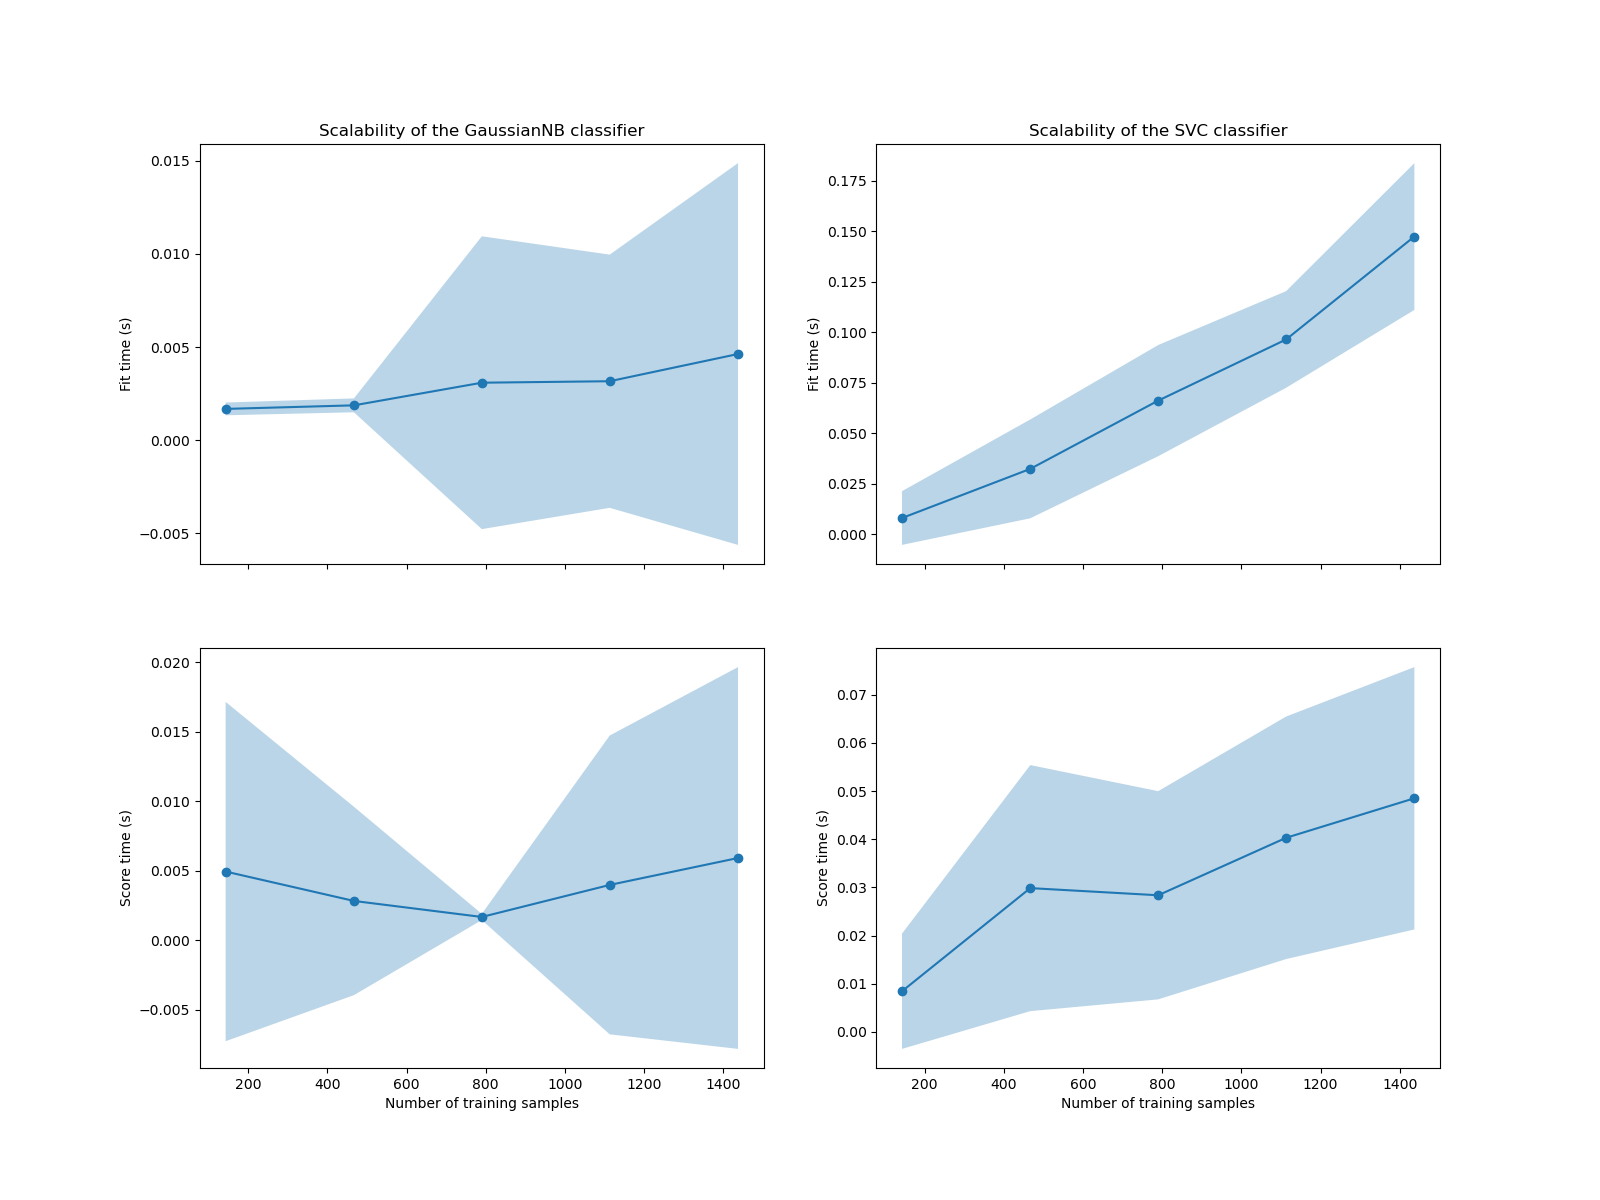 Scalability of the GaussianNB classifier
0.015
0.010
0.005
0.000
−0.005
Fit time (s)
Scalability of the SVC classifier
0.175
0.150
0.125
0.100
0.075
0.050
0.025
0.000
Fit time (s)
0.020
0.015
0.010
0.005
0.000
−0.005
Score time (s)
200 400 600 800 1000 1200 1400
Number of training samples
0.07
0.06
0.05
0.04
0.03
0.02
0.01
0.00
Score time (s)
200 400 600 800 1000 1200 1400
Number of training samples